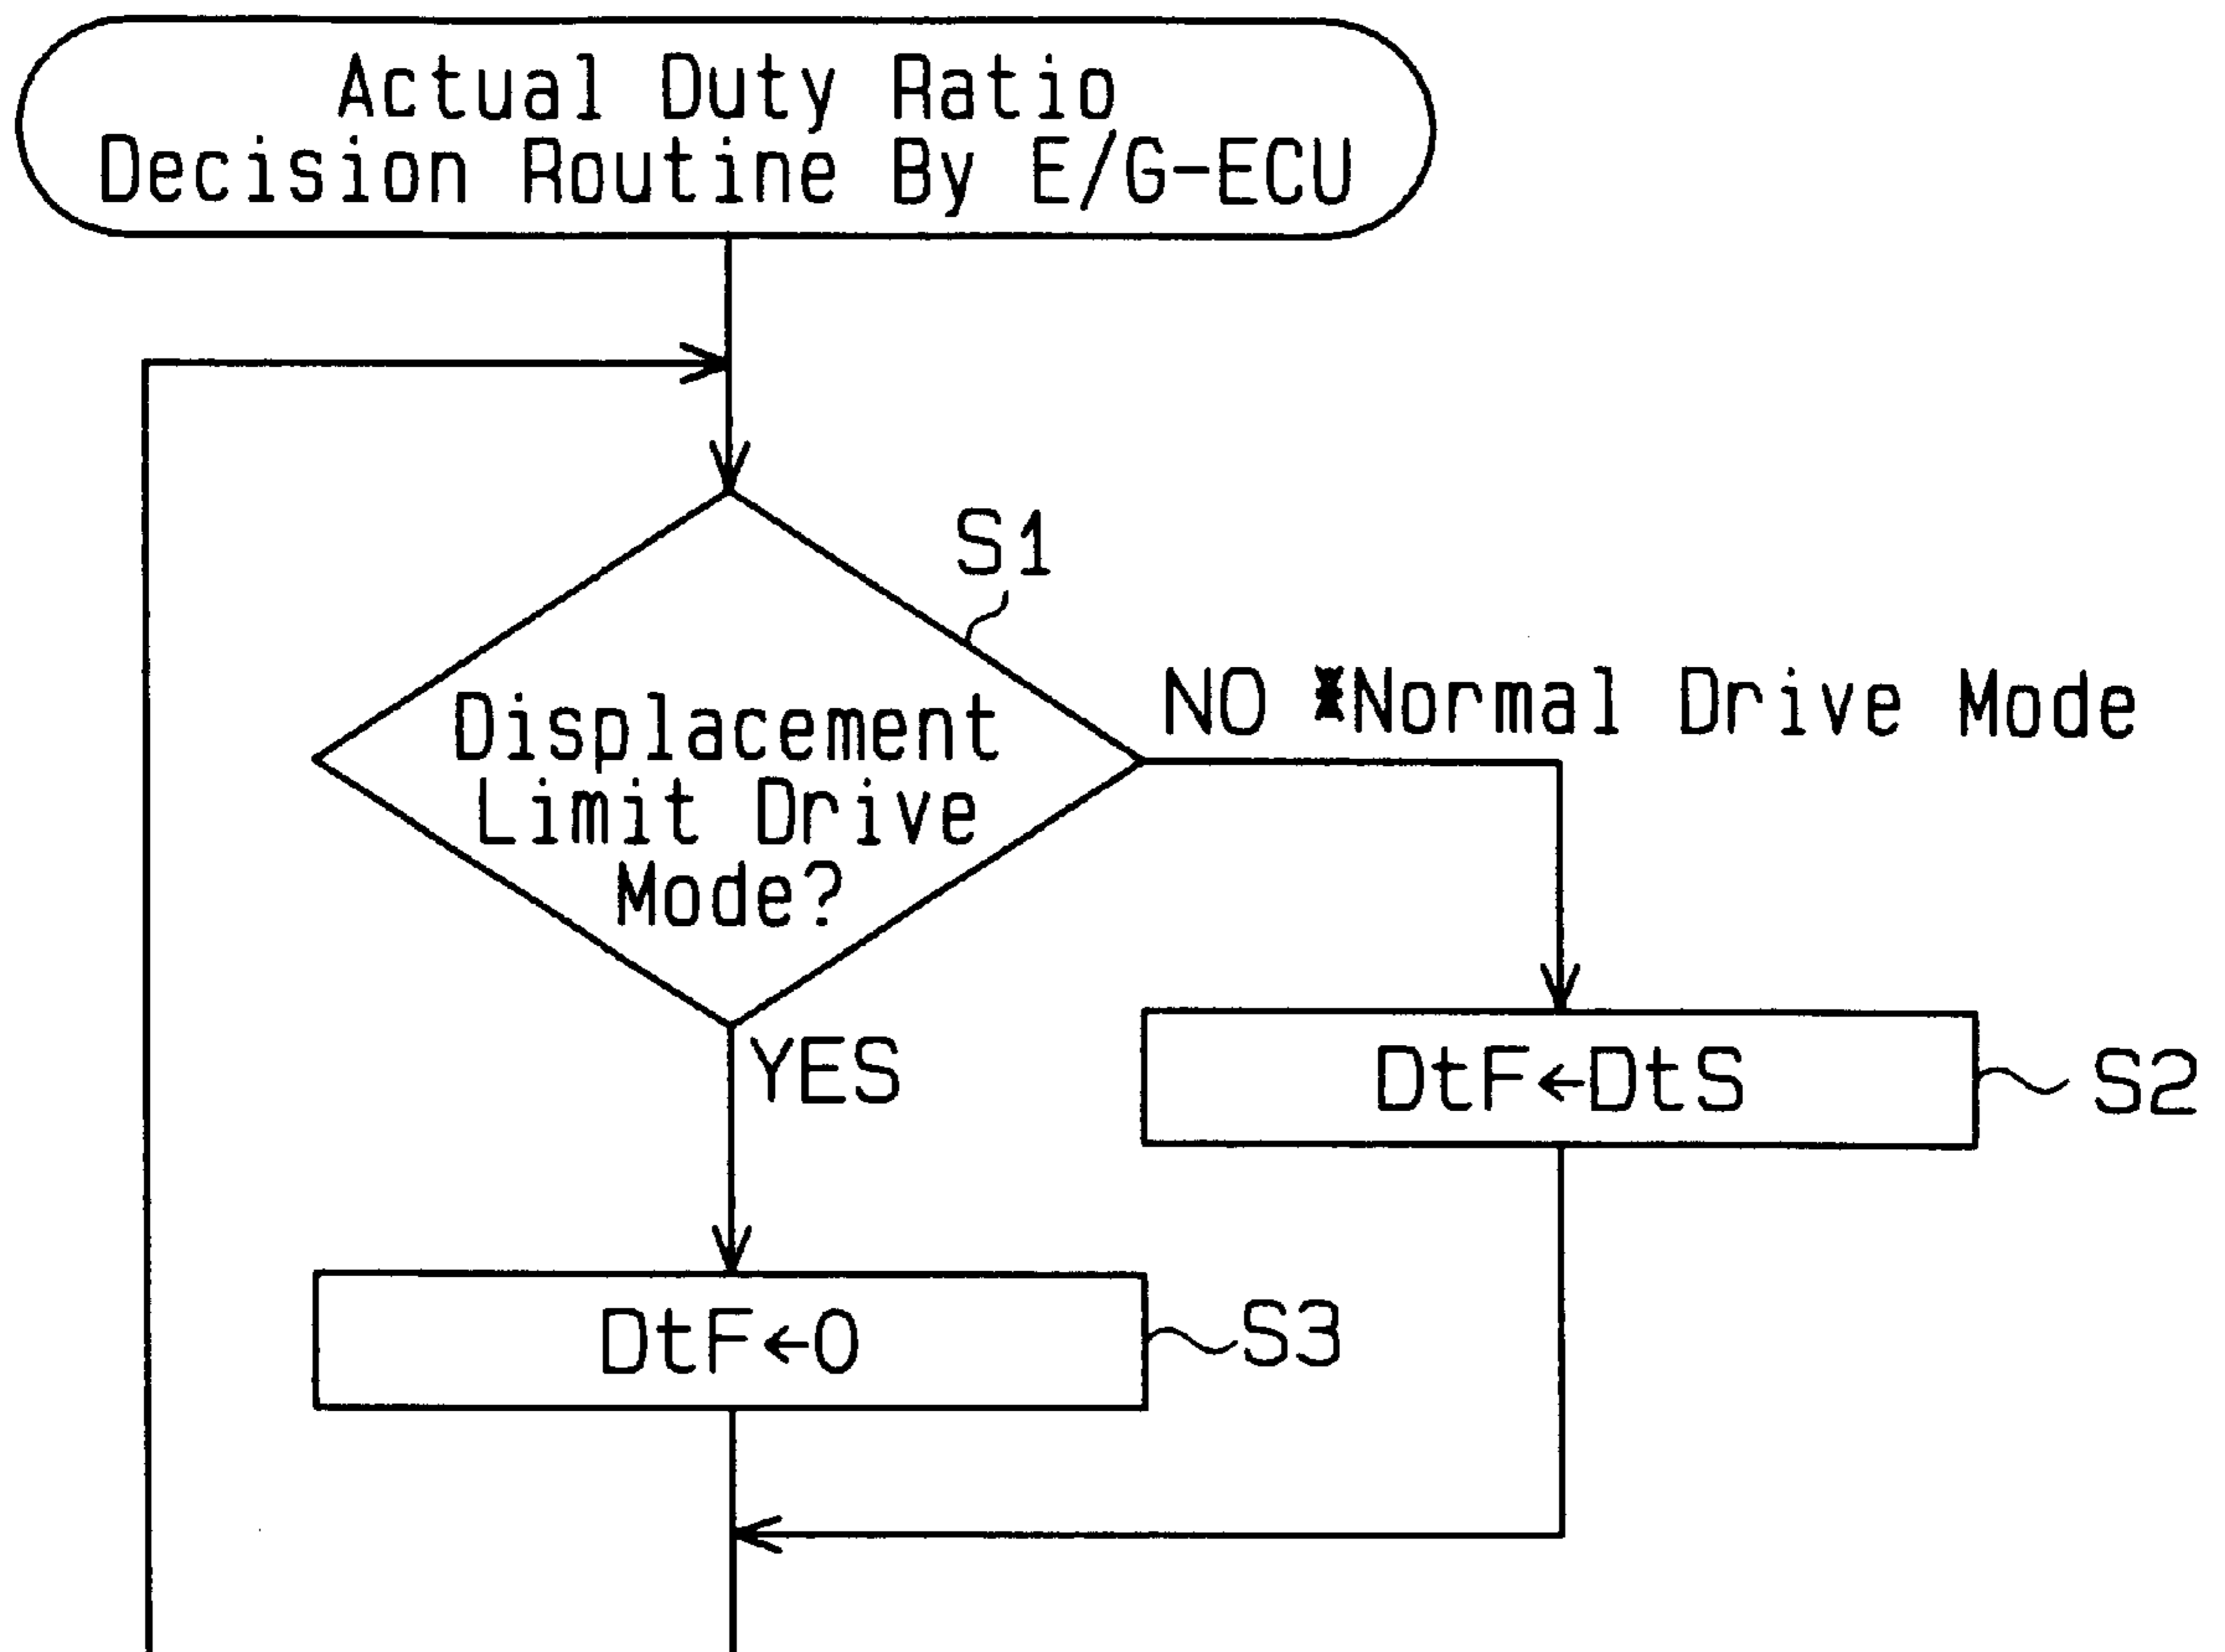 Actual Duty Ratio
Decision Routine By E/G-ECU
S1
NO *Normal Drive Mode
Displacement
Limit Drive
Mode?
YES
DtF←DtS
S2
DtF←0
S3